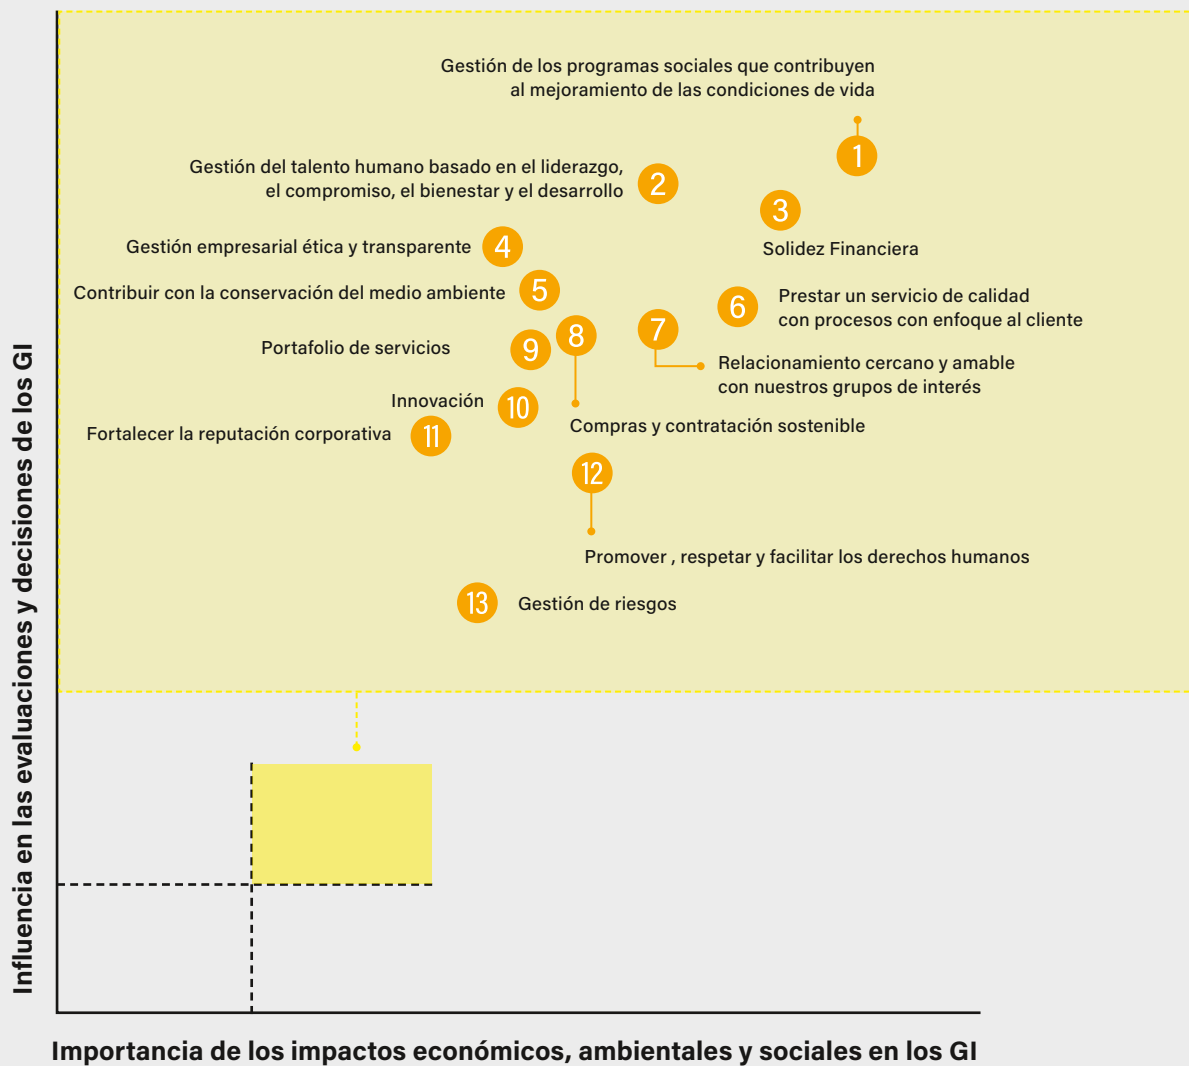 Gestión de los programas sociales que contribuyen
al mejoramiento de las condiciones de vida
1
Gestión del talento humano basado en el liderazgo,
el compromiso, el bienestar y el desarrollo
2
3
Solidez Financiera
Gestión empresarial ética y transparente
4
Contribuir con la conservación del medio ambiente
5
6
Prestar un servicio de calidad
con procesos con enfoque al cliente
7
Relacionamiento cercano y amable
con nuestros grupos de interés
8
Compras y contratación sostenible
Portafolio de servicios
9
Innovación
10
Fortalecer la reputación corporativa
11
12
Promover , respetar y facilitar los derechos humanos
13
Gestión de riesgos
Influencia en las evaluaciones y decisiones de los GI
Importancia de los impactos económicos, ambientales y sociales en los GI